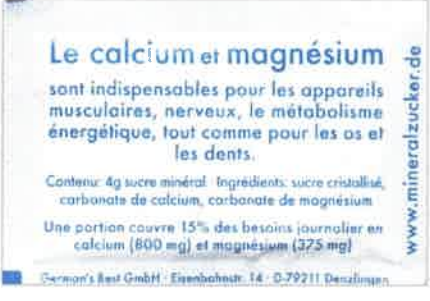 Le calcium et magnésium
sont indispensables pour les appareils
musculaires, nerveux, le métabolisme
énergétique, tout comme pour les os et
les dents.
Contenu: 4g sucre minéral · Ingrédients: sucre cristallisé,
carbonate de calcium, carbonate de magnésium
Une portion couvre 15% des besoins journalier en
calcium (800 mg) et magnésium (375 mg)
German's Best GmbH · Eisenbahnstr. 14 · D-79211 Denzlingen
www.mineralzucker.de